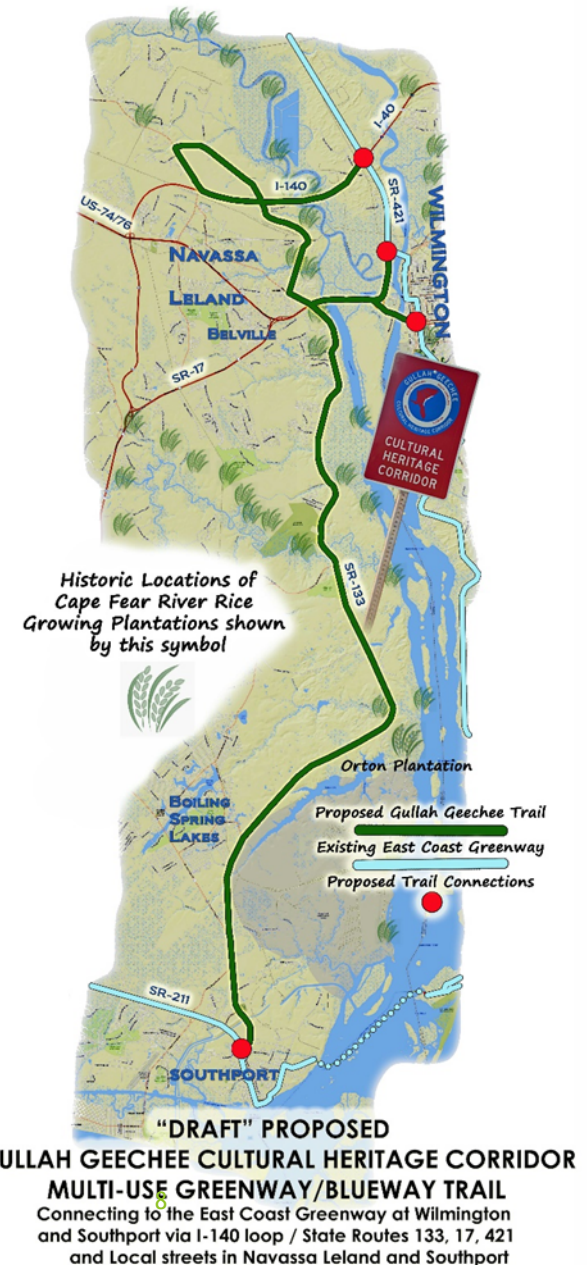 I-40
I-140
SR-421
US-74/76
WILMINGTON
NAVASSA
LELAND
BELVILLE
SR-17
GULLAH GEECHEE
CULTURAL HERITAGE CORRIDOR
CULTURAL
HERITAGE
CORRIDOR
SR-133
Historic Locations of
Cape Fear River Rice
Growing Plantations shown
by this symbol
Orton Plantation
BOILING
SPRING
LAKES
Proposed Gullah Geechee Trail
Existing East Coast Greenway
Proposed Trail Connections
SR-211
SOUTHPORT
“DRAFT” PROPOSED
ULLAH GEECHEE CULTURAL HERITAGE CORRIDOR
MULTI-USE GREENWAY/BLUEWAY TRAIL
8
Connecting to the East Coast Greenway at Wilmington
and Southport via I-140 loop / State Routes 133, 17, 421
and Local streets in Navassa Leland and Southport